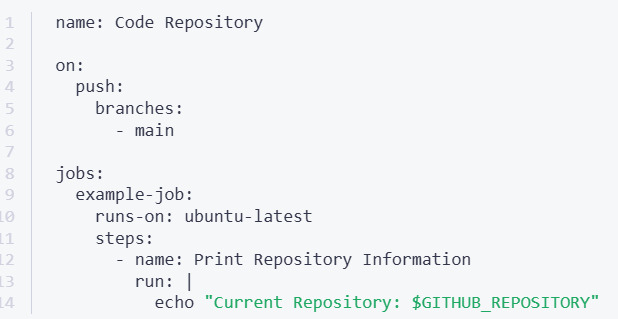 1 name: Code Repository
2
3 on:
4   push:
5     branches:
6       - main
7
8 jobs:
9   example-job:
10     runs-on: ubuntu-latest
11     steps:
12       - name: Print Repository Information
13         run: |
14           echo "Current Repository: $GITHUB_REPOSITORY"